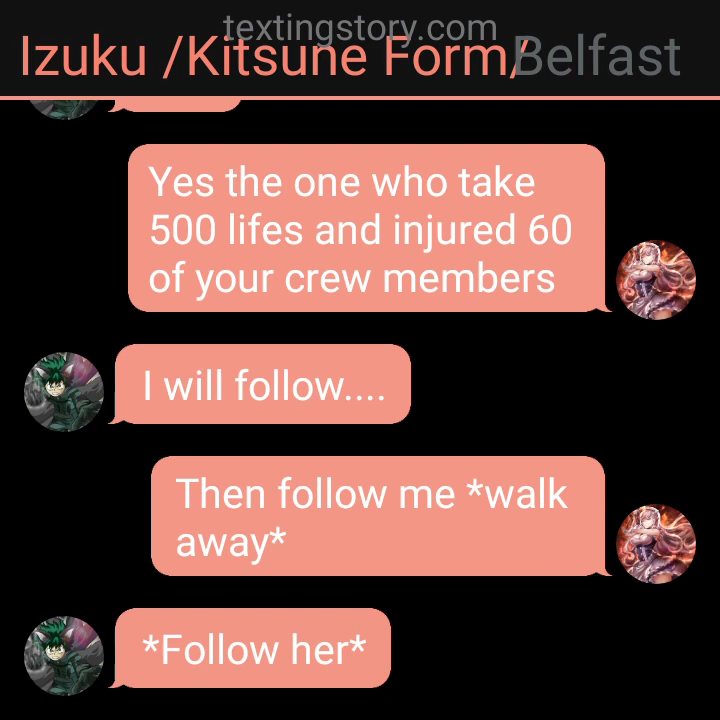 textingstory.com
Izuku /Kitsune Form/Belfast
Yes the one who take
500 lifes and injured 60
of your crew members
I will follow....
Then follow me *walk
away*
*Follow her*